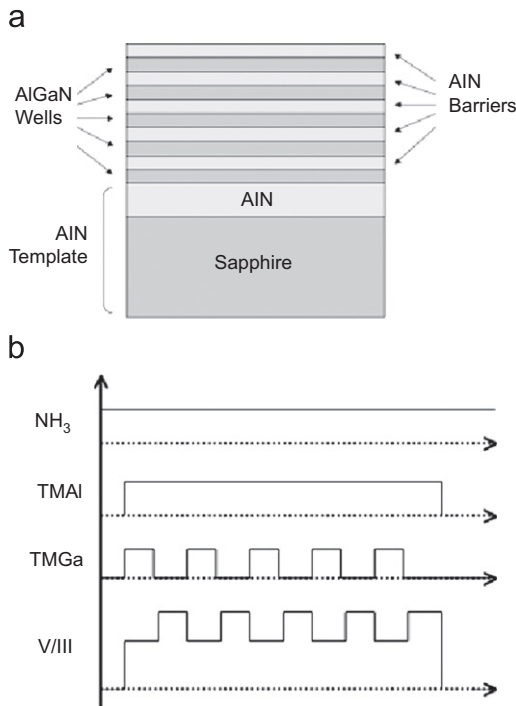 a
AlGaN
Wells
AlN
Barriers
AlN
Template
AlN
Sapphire
b
NH3
TMAl
TMGa
V/III